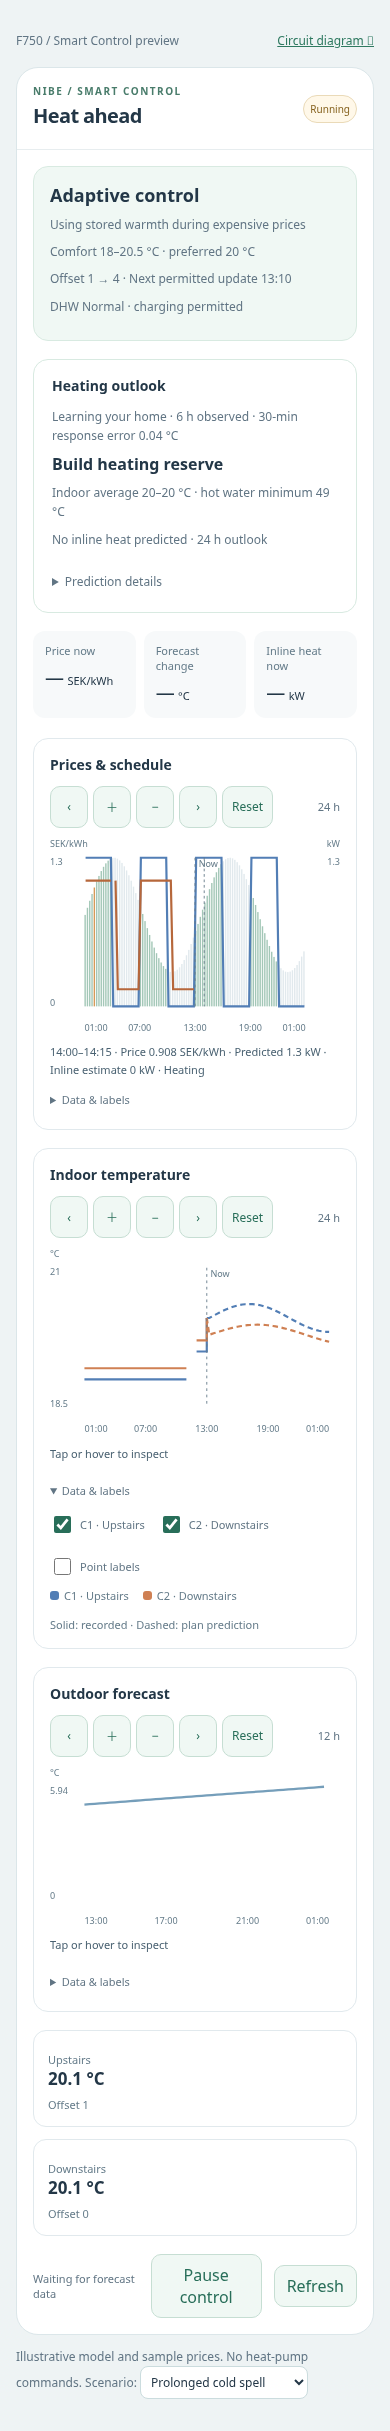 F750 / Smart Control preview
Circuit diagram
NIBE / SMART CONTROL
Heat ahead
Running
Adaptive control
Using stored warmth during expensive prices
Comfort 18–20.5 °C · preferred 20 °C
Offset 1 → 4 · Next permitted update 13:10
DHW Normal · charging permitted
Heating outlook
Learning your home · 6 h observed · 30-min
response error 0.04 °C
Build heating reserve
Indoor average 20–20 °C · hot water minimum 49
°C
No inline heat predicted · 24 h outlook
▶ Prediction details
Price now
— SEK/kWh
Forecast
change
— °C
Inline heat
now
— kW
Prices & schedule
‹ + − › Reset 24 h
SEK/kWh kW
1.3 Now 1.3
0
01:00 07:00 13:00 19:00 01:00
14:00–14:15 · Price 0.908 SEK/kWh · Predicted 1.3 kW ·
Inline estimate 0 kW · Heating
▶ Data & labels
Indoor temperature
‹ + − › Reset 24 h
°C
21 Now
18.5
01:00 07:00 13:00 19:00 01:00
Tap or hover to inspect
▼ Data & labels
C1 · Upstairs C2 · Downstairs
Point labels
C1 · Upstairs C2 · Downstairs
Solid: recorded · Dashed: plan prediction
Outdoor forecast
‹ + − › Reset 12 h
°C
5.94
0
13:00 17:00 21:00 01:00
Tap or hover to inspect
▶ Data & labels
Upstairs
20.1 °C
Offset 1
Downstairs
20.1 °C
Offset 0
Waiting for forecast
data
Pause
control
Refresh
Illustrative model and sample prices. No heat-pump
commands. Scenario: Prolonged cold spell